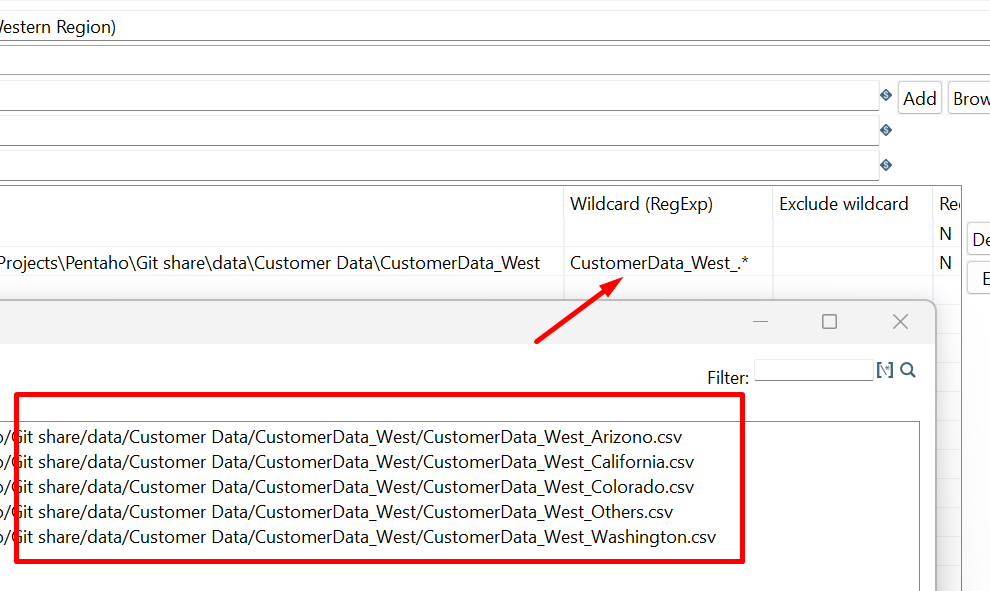 Western Region)
Add
Brow
Wildcard (RegExp)
Exclude wildcard
Re
N
De
Projects\Pentaho\Git share\data\Customer Data\CustomerData_West
CustomerData_West_.*
N
E
Filter:
o/Git share/data/Customer Data/CustomerData_West/CustomerData_West_Arizono.csv
o/Git share/data/Customer Data/CustomerData_West/CustomerData_West_California.csv
o/Git share/data/Customer Data/CustomerData_West/CustomerData_West_Colorado.csv
o/Git share/data/Customer Data/CustomerData_West/CustomerData_West_Others.csv
o/Git share/data/Customer Data/CustomerData_West/CustomerData_West_Washington.csv